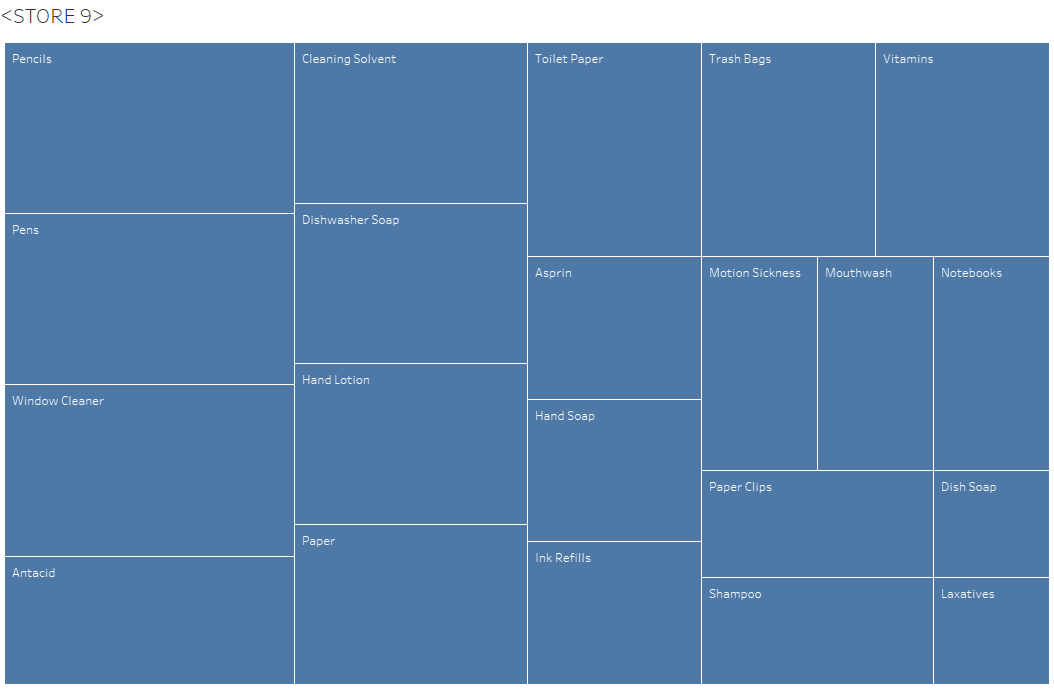 <STORE 9>
Pencils
Pens
Window Cleaner
Antacid
Cleaning Solvent
Dishwasher Soap
Hand Lotion
Paper
Toilet Paper
Trash Bags
Vitamins
Asprin
Hand Soap
Ink Refills
Motion Sickness
Mouthwash
Notebooks
Paper Clips
Dish Soap
Shampoo
Laxatives